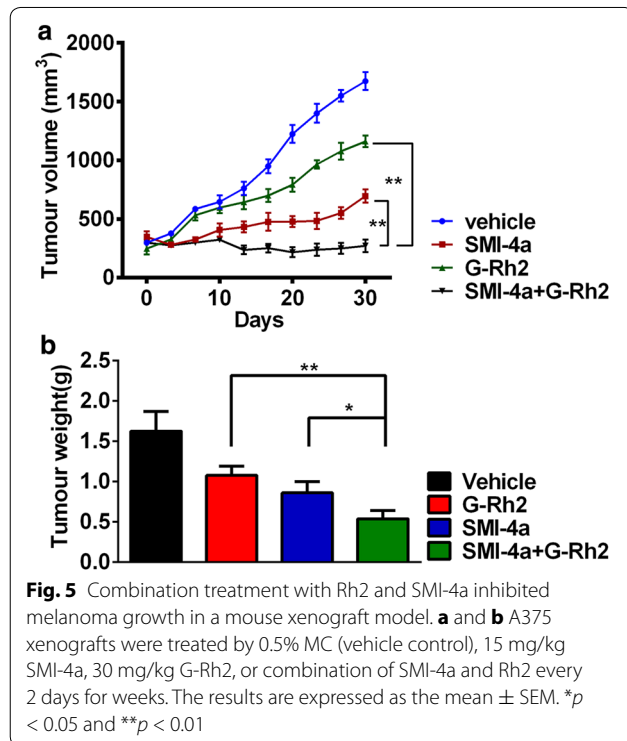 a
Tumour volume (mm³)
2000
1500
1000
500
0
0 10 20 30
Days
**
**
vehicle
SMI-4a
G-Rh2
SMI-4a+G-Rh2
b
Tumour weight(g)
2.5
2.0
1.5
1.0
0.5
0.0
**
*
Vehicle
G-Rh2
SMI-4a
SMI-4a+G-Rh2
Fig. 5 Combination treatment with Rh2 and SMI-4a inhibited
melanoma growth in a mouse xenograft model. a and b A375
xenografts were treated by 0.5% MC (vehicle control), 15 mg/kg
SMI-4a, 30 mg/kg G-Rh2, or combination of SMI-4a and Rh2 every
2 days for weeks. The results are expressed as the mean ± SEM. *p
< 0.05 and **p < 0.01